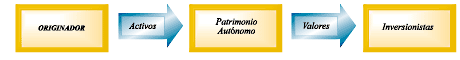 ORIGINADOR
Activos
Patrimonio
Autónomo
Valores
Inversionistas